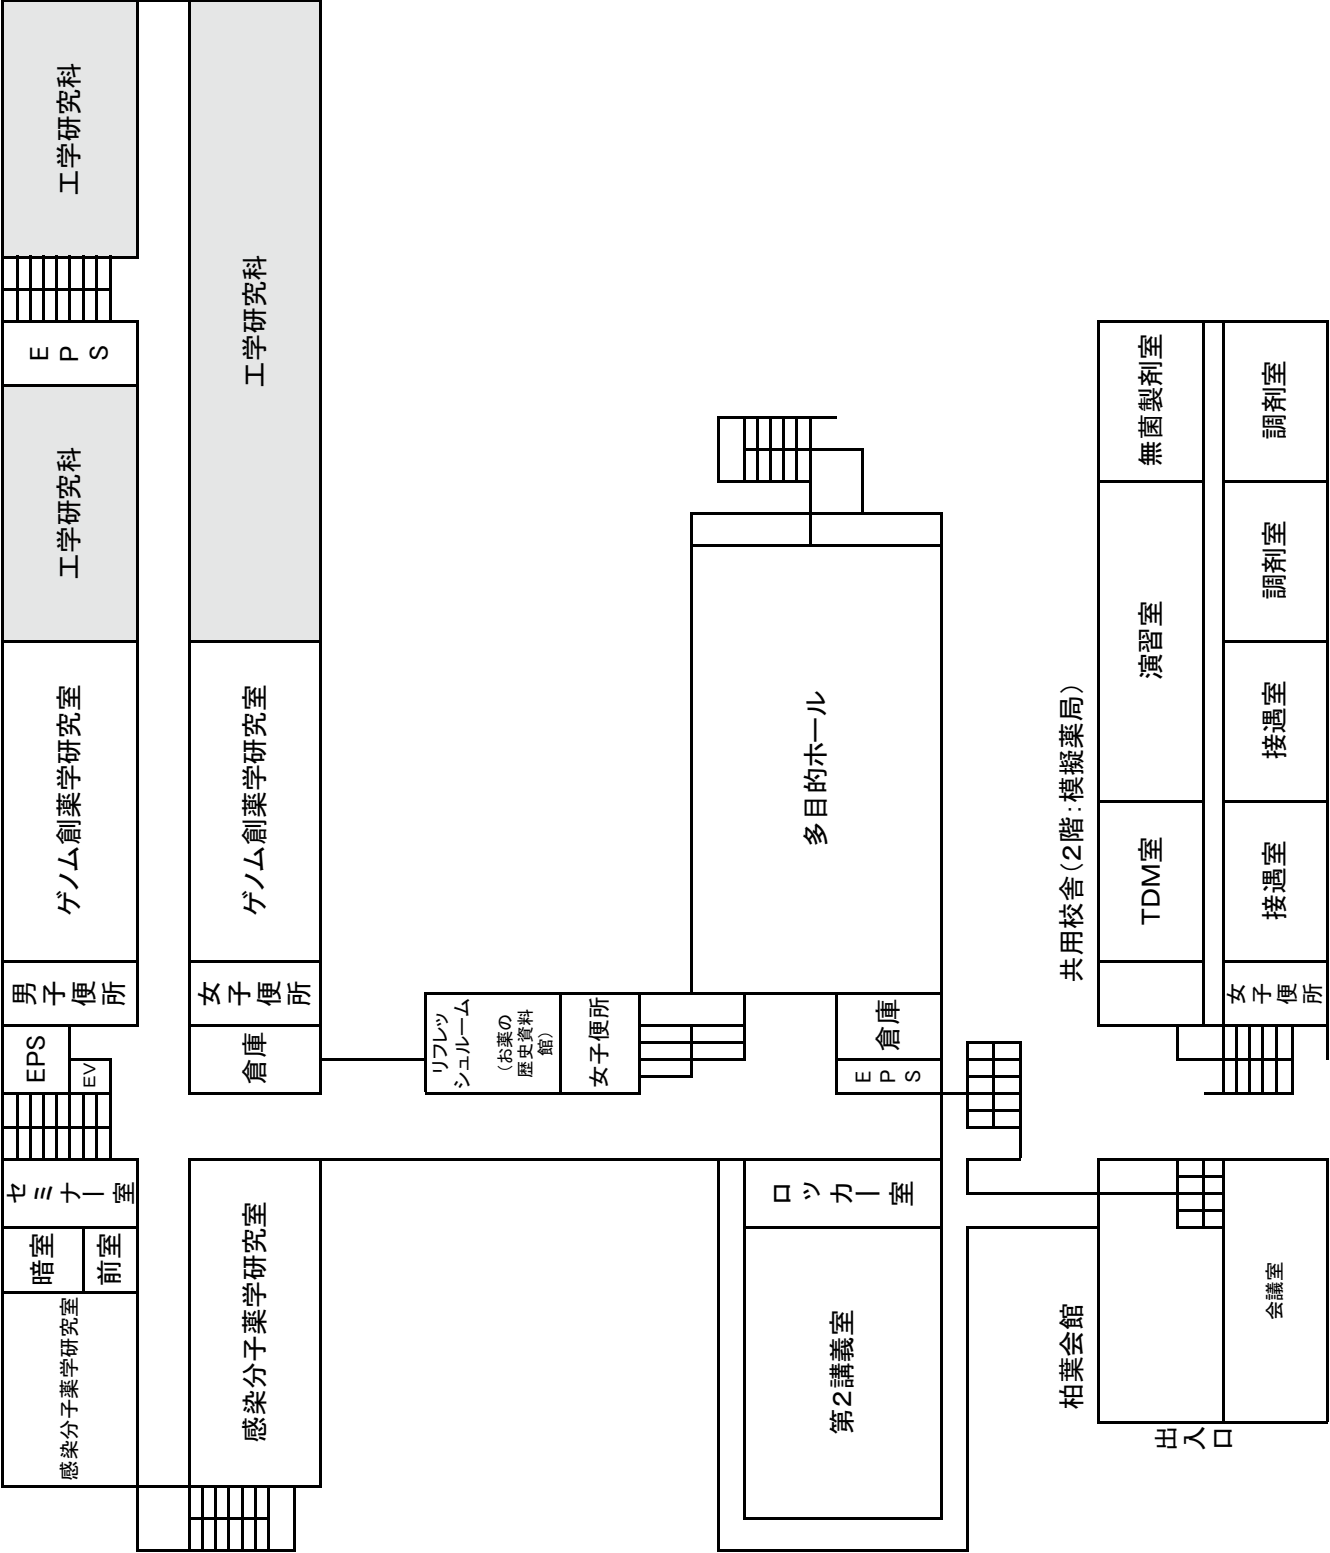 工学研究科
EPS
工学研究科
ゲノム創薬学研究室
男子便所
EPS
EV
セミナー室
暗室
前室
感染分子薬学研究室
工学研究科
ゲノム創薬学研究室
女子便所
倉庫
感染分子薬学研究室
リフレッ
シュルーム
（お薬の
歴史資料
館）
女子便所
多目的ホール
倉庫
EPS
ロッカー室
第2講義室
共用校舎（2階：模擬薬局）
無菌製剤室
演習室
TDM室
調剤室
調剤室
接遇室
接遇室
女子便所
柏葉会館
会議室
出入口